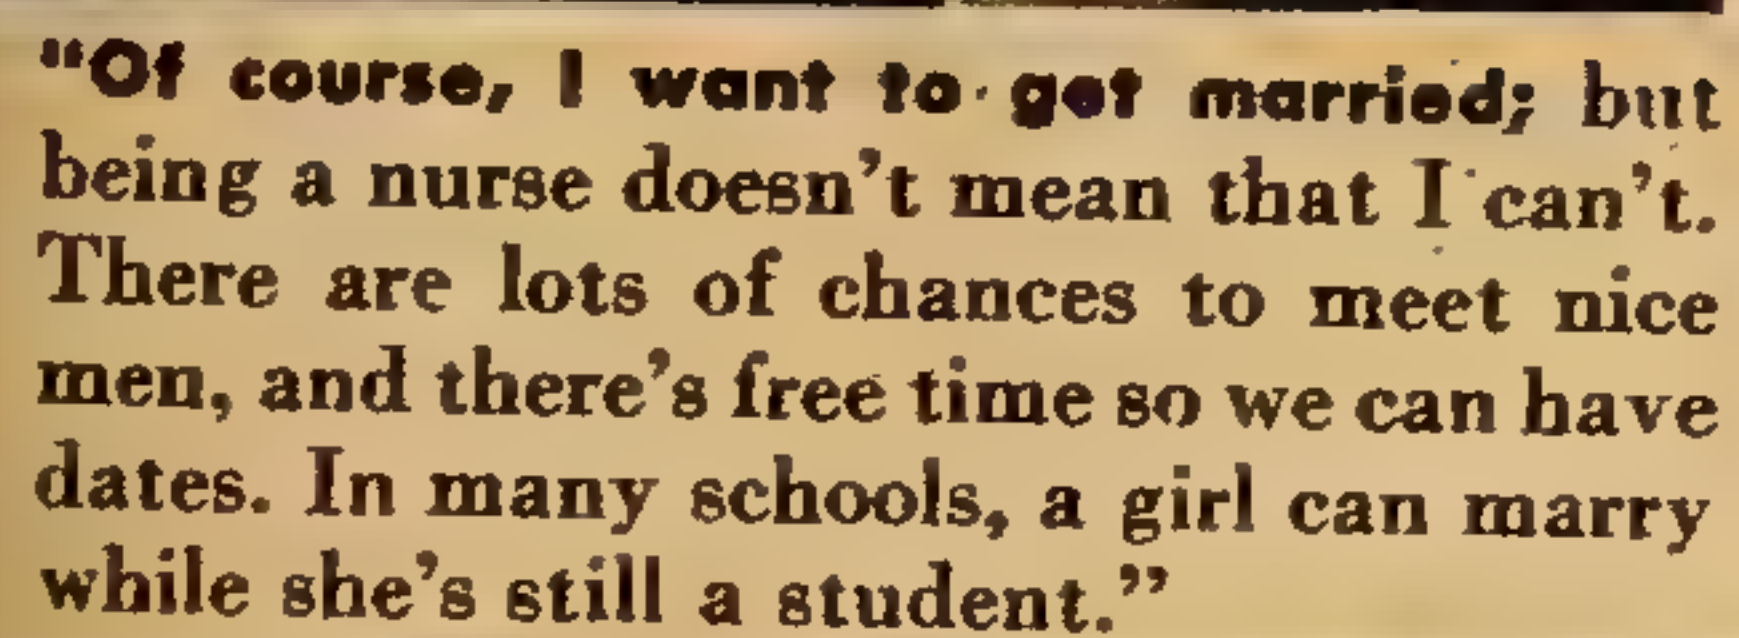 “Of course, I want to get married; but
being a nurse doesn’t mean that I can’t.
There are lots of chances to meet nice
men, and there’s free time so we can have
dates. In many schools, a girl can marry
while she’s still a student.”